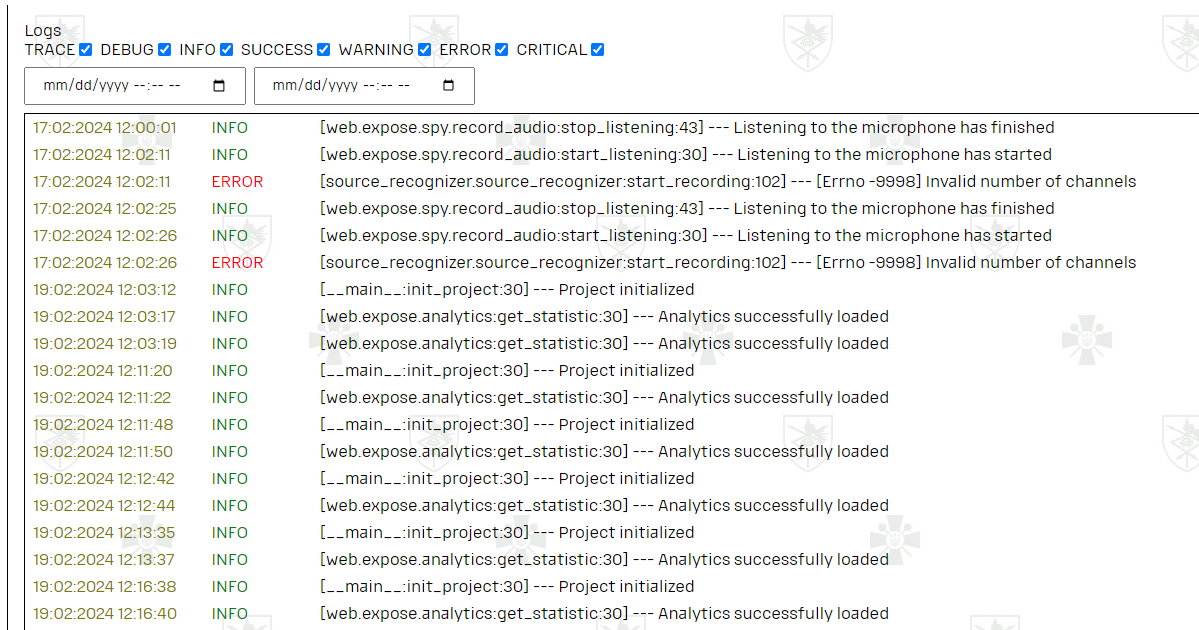 Logs
TRACE DEBUG INFO SUCCESS WARNING ERROR CRITICAL
mm/dd/yyyy --:-- -- mm/dd/yyyy --:-- --
17:02:2024 12:00:01 INFO [web.expose.spy.record_audio:stop_listening:43] --- Listening to the microphone has finished
17:02:2024 12:02:11 INFO [web.expose.spy.record_audio:start_listening:30] --- Listening to the microphone has started
17:02:2024 12:02:11 ERROR [source_recognizer.source_recognizer:start_recording:102] --- [Errno -9998] Invalid number of channels
17:02:2024 12:02:25 INFO [web.expose.spy.record_audio:stop_listening:43] --- Listening to the microphone has finished
17:02:2024 12:02:26 INFO [web.expose.spy.record_audio:start_listening:30] --- Listening to the microphone has started
17:02:2024 12:02:26 ERROR [source_recognizer.source_recognizer:start_recording:102] --- [Errno -9998] Invalid number of channels
19:02:2024 12:03:12 INFO [__main__:init_project:30] --- Project initialized
19:02:2024 12:03:17 INFO [web.expose.analytics:get_statistic:30] --- Analytics successfully loaded
19:02:2024 12:03:19 INFO [web.expose.analytics:get_statistic:30] --- Analytics successfully loaded
19:02:2024 12:11:20 INFO [__main__:init_project:30] --- Project initialized
19:02:2024 12:11:22 INFO [web.expose.analytics:get_statistic:30] --- Analytics successfully loaded
19:02:2024 12:11:48 INFO [__main__:init_project:30] --- Project initialized
19:02:2024 12:11:50 INFO [web.expose.analytics:get_statistic:30] --- Analytics successfully loaded
19:02:2024 12:12:42 INFO [__main__:init_project:30] --- Project initialized
19:02:2024 12:12:44 INFO [web.expose.analytics:get_statistic:30] --- Analytics successfully loaded
19:02:2024 12:13:35 INFO [__main__:init_project:30] --- Project initialized
19:02:2024 12:13:37 INFO [web.expose.analytics:get_statistic:30] --- Analytics successfully loaded
19:02:2024 12:16:38 INFO [__main__:init_project:30] --- Project initialized
19:02:2024 12:16:40 INFO [web.expose.analytics:get_statistic:30] --- Analytics successfully loaded